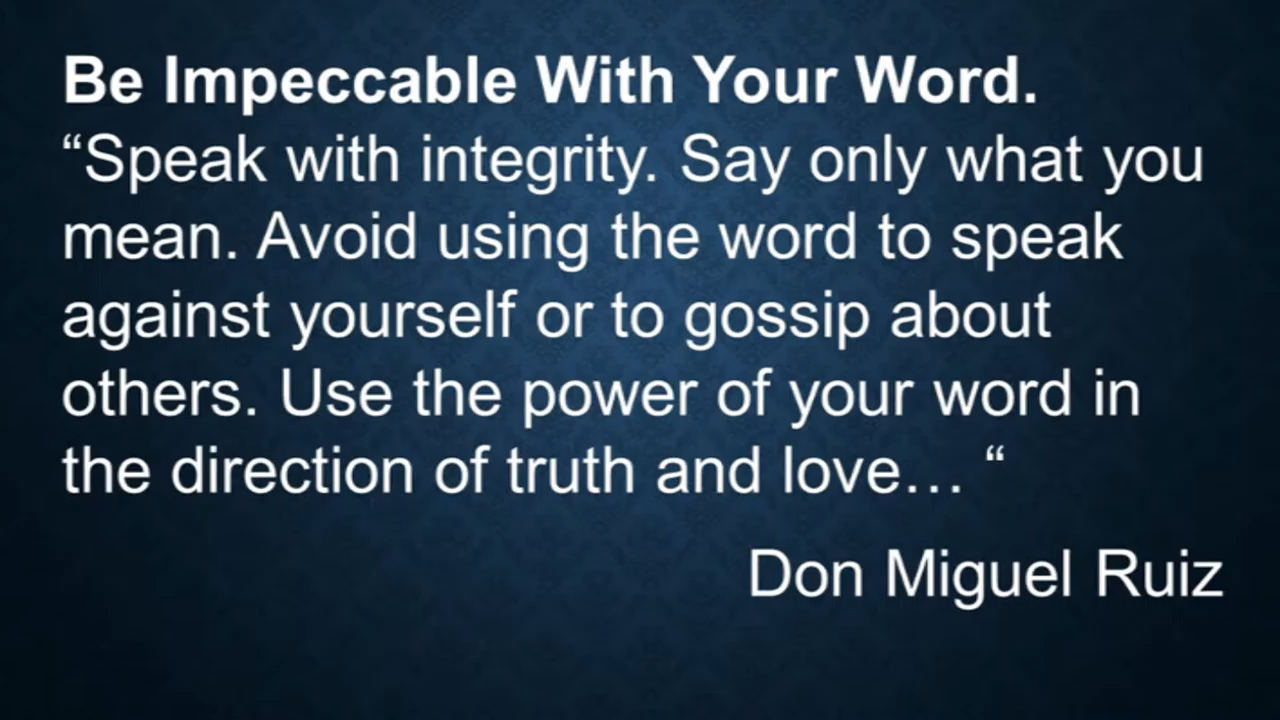 Be Impeccable With Your Word.
“Speak with integrity. Say only what you
mean. Avoid using the word to speak
against yourself or to gossip about
others. Use the power of your word in
the direction of truth and love… “
Don Miguel Ruiz